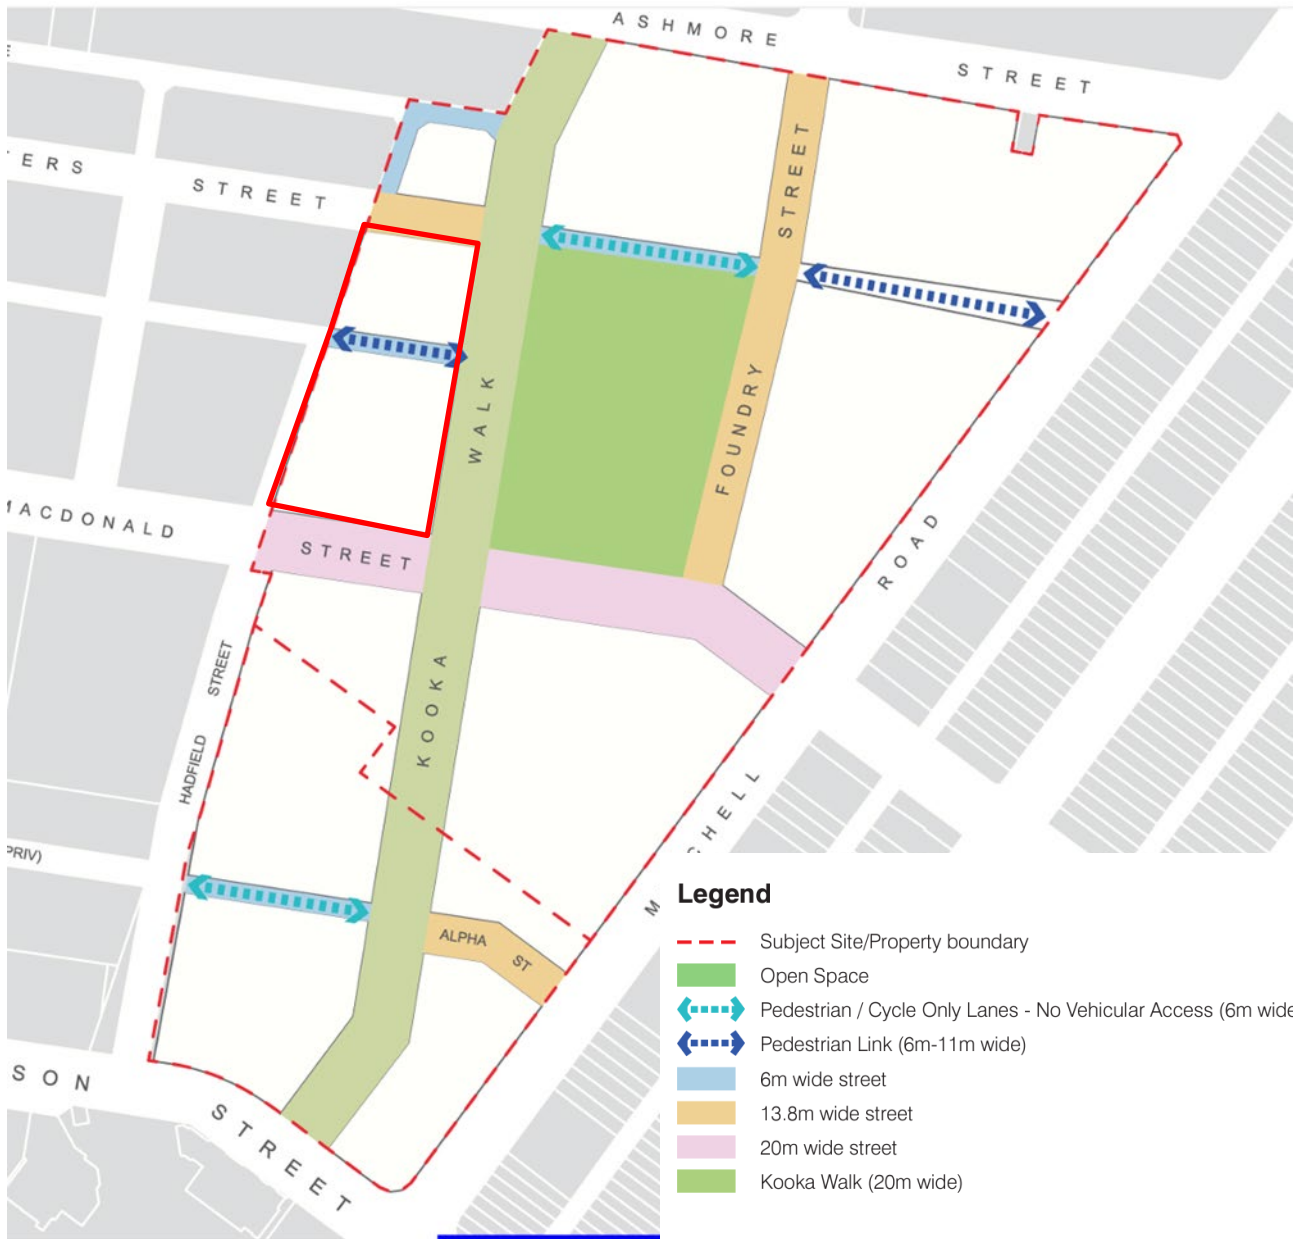 ASHMORE
STREET
ERS
STREET
STREET
WALK
FOUNDRY
MACDONALD
STREET
ROAD
HADFIELD
STREET
KOOKA
CHELL
M
PRIV)
ALPHA
ST
SON
STREET
Legend
Subject Site/Property boundary
Open Space
Pedestrian / Cycle Only Lanes - No Vehicular Access (6m wide
Pedestrian Link (6m-11m wide)
6m wide street
13.8m wide street
20m wide street
Kooka Walk (20m wide)